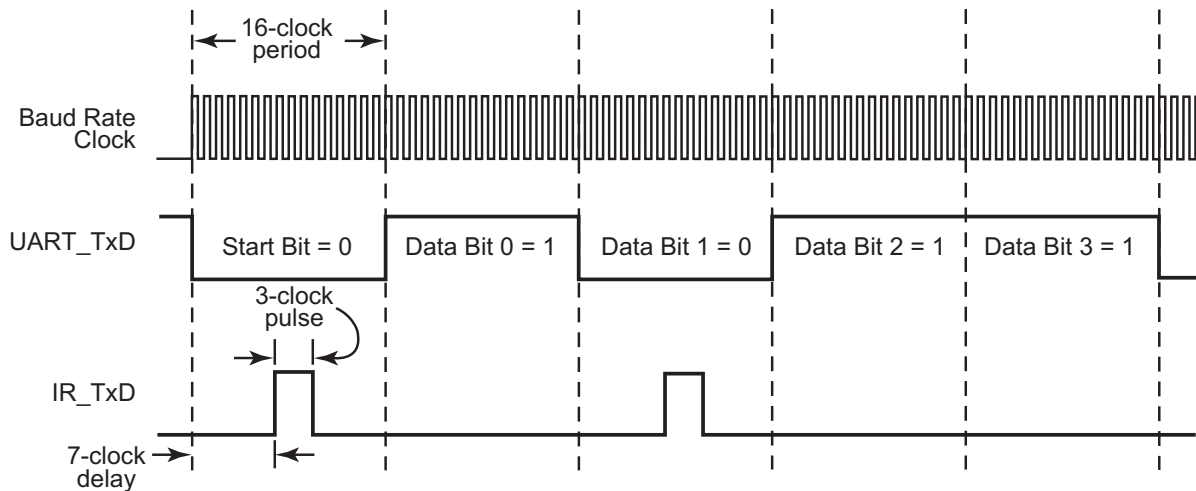 16-clock
period
Baud Rate
Clock
UART_TxD
Start Bit = 0
Data Bit 0 = 1
Data Bit 1 = 0
Data Bit 2 = 1
Data Bit 3 = 1
3-clock
pulse
IR_TxD
7-clock
delay